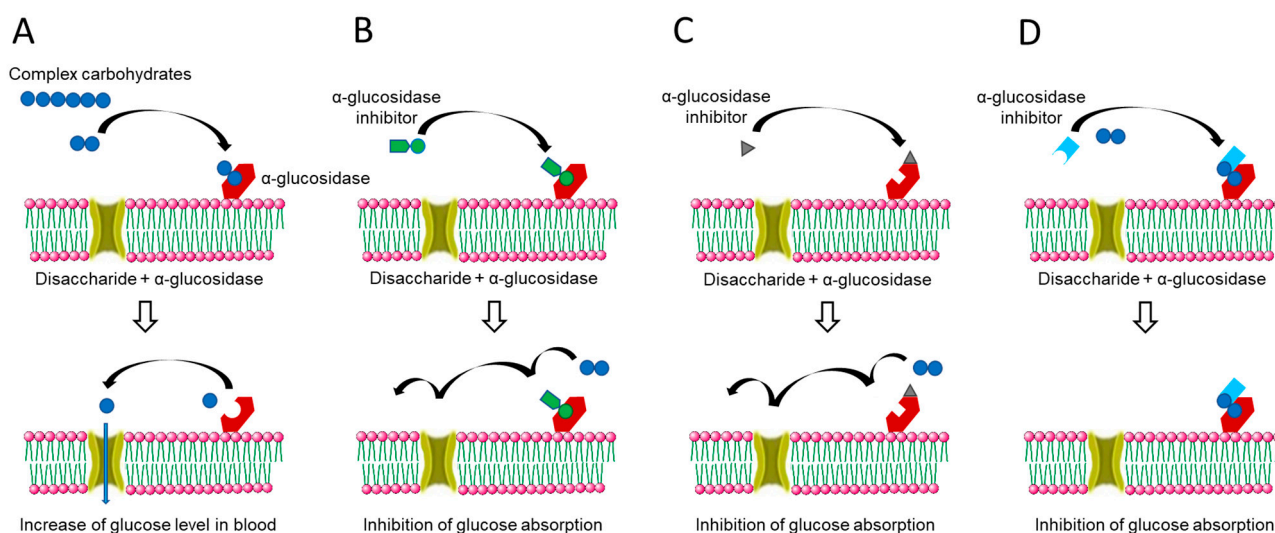 A
Complex carbohydrates
α-glucosidase
Disaccharide + α-glucosidase
Increase of glucose level in blood
B
α-glucosidase
inhibitor
Disaccharide + α-glucosidase
Inhibition of glucose absorption
C
α-glucosidase
inhibitor
Disaccharide + α-glucosidase
Inhibition of glucose absorption
D
α-glucosidase
inhibitor
Disaccharide + α-glucosidase
Inhibition of glucose absorption